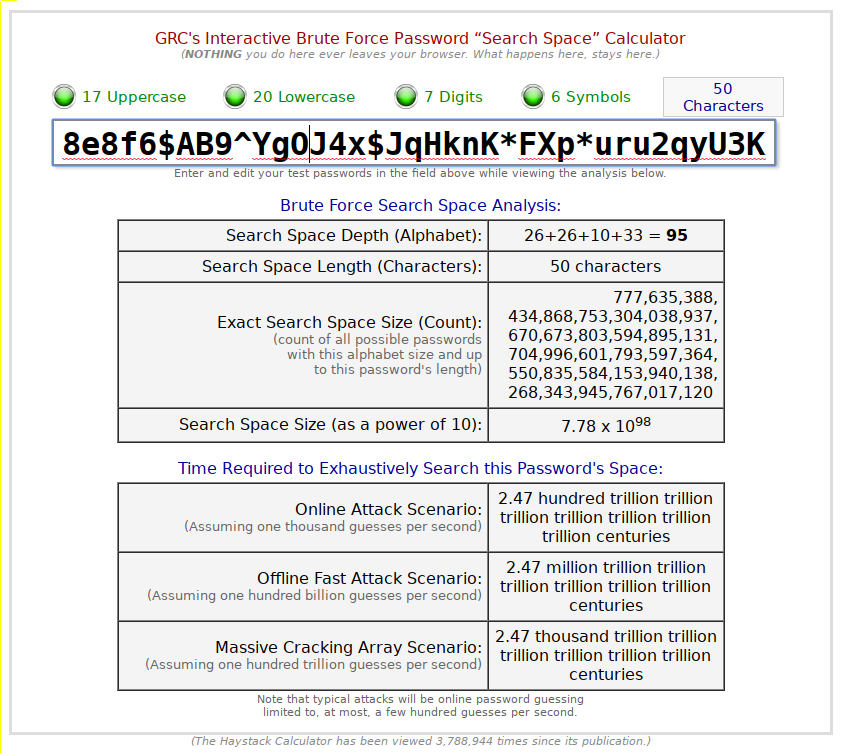 GRC's Interactive Brute Force Password “Search Space” Calculator
(NOTHING you do here ever leaves your browser. What happens here, stays here.)
17 Uppercase
20 Lowercase
7 Digits
6 Symbols
50
Characters
8e8f6$AB9^YgOJ4x$JqHknK*FXp*uru2qyU3K
Enter and edit your test passwords in the field above while viewing the analysis below.
Brute Force Search Space Analysis:
Search Space Depth (Alphabet):
26+26+10+33 = 95
Search Space Length (Characters):
50 characters
Exact Search Space Size (Count):
(count of all possible passwords
with this alphabet size and up
to this password's length)
777,635,388,
434,868,753,304,038,937,
670,673,803,594,895,131,
704,996,601,793,597,364,
550,835,584,153,940,138,
268,343,945,767,017,120
Search Space Size (as a power of 10):
7.78 x 10^98
Time Required to Exhaustively Search this Password's Space:
Online Attack Scenario:
(Assuming one thousand guesses per second)
2.47 hundred trillion trillion
trillion trillion trillion trillion
trillion centuries
Offline Fast Attack Scenario:
(Assuming one hundred billion guesses per second)
2.47 million trillion trillion
trillion trillion trillion trillion
centuries
Massive Cracking Array Scenario:
(Assuming one hundred trillion guesses per second)
2.47 thousand trillion trillion
trillion trillion trillion trillion
centuries
Note that typical attacks will be online password guessing
limited to, at most, a few hundred guesses per second.
(The Haystack Calculator has been viewed 3,788,944 times since its publication.)